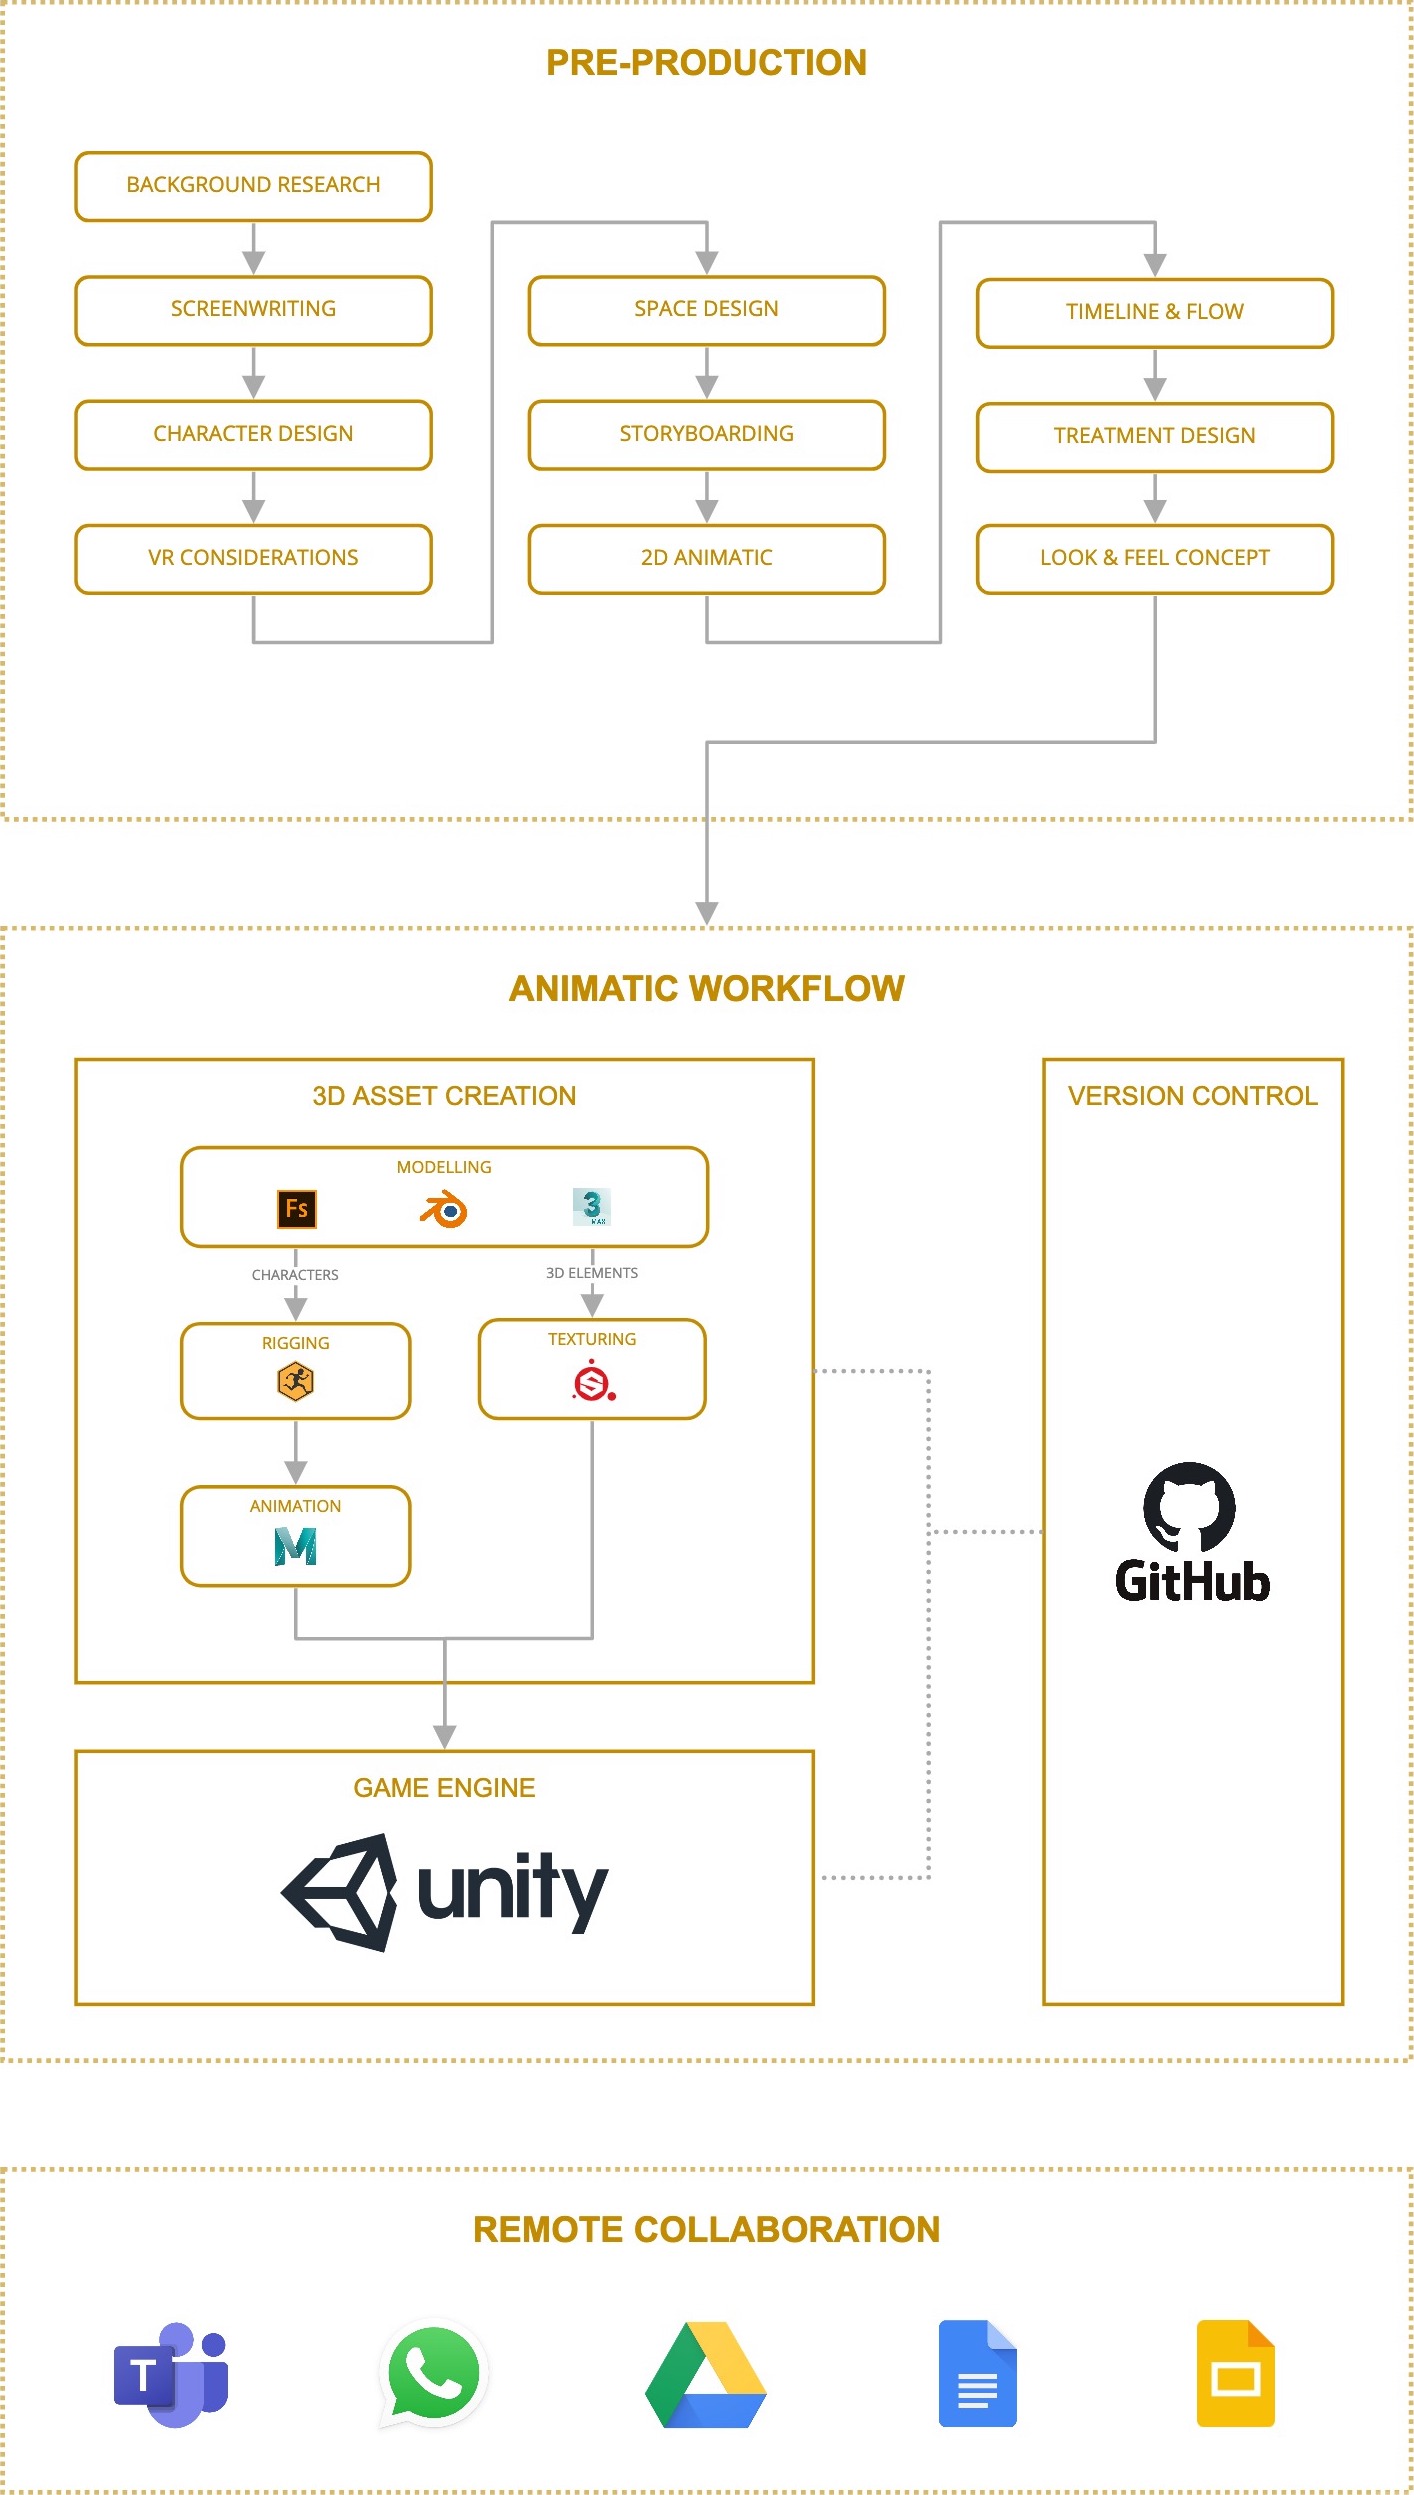 PRE-PRODUCTION
BACKGROUND RESEARCH
SCREENWRITING
CHARACTER DESIGN
VR CONSIDERATIONS
SPACE DESIGN
STORYBOARDING
2D ANIMATIC
TIMELINE & FLOW
TREATMENT DESIGN
LOOK & FEEL CONCEPT
ANIMATIC WORKFLOW
3D ASSET CREATION
MODELLING
Fs
3
MAX
CHARACTERS
3D ELEMENTS
RIGGING
TEXTURING
S
ANIMATION
M
GAME ENGINE
unity
VERSION CONTROL
GitHub
REMOTE COLLABORATION
T